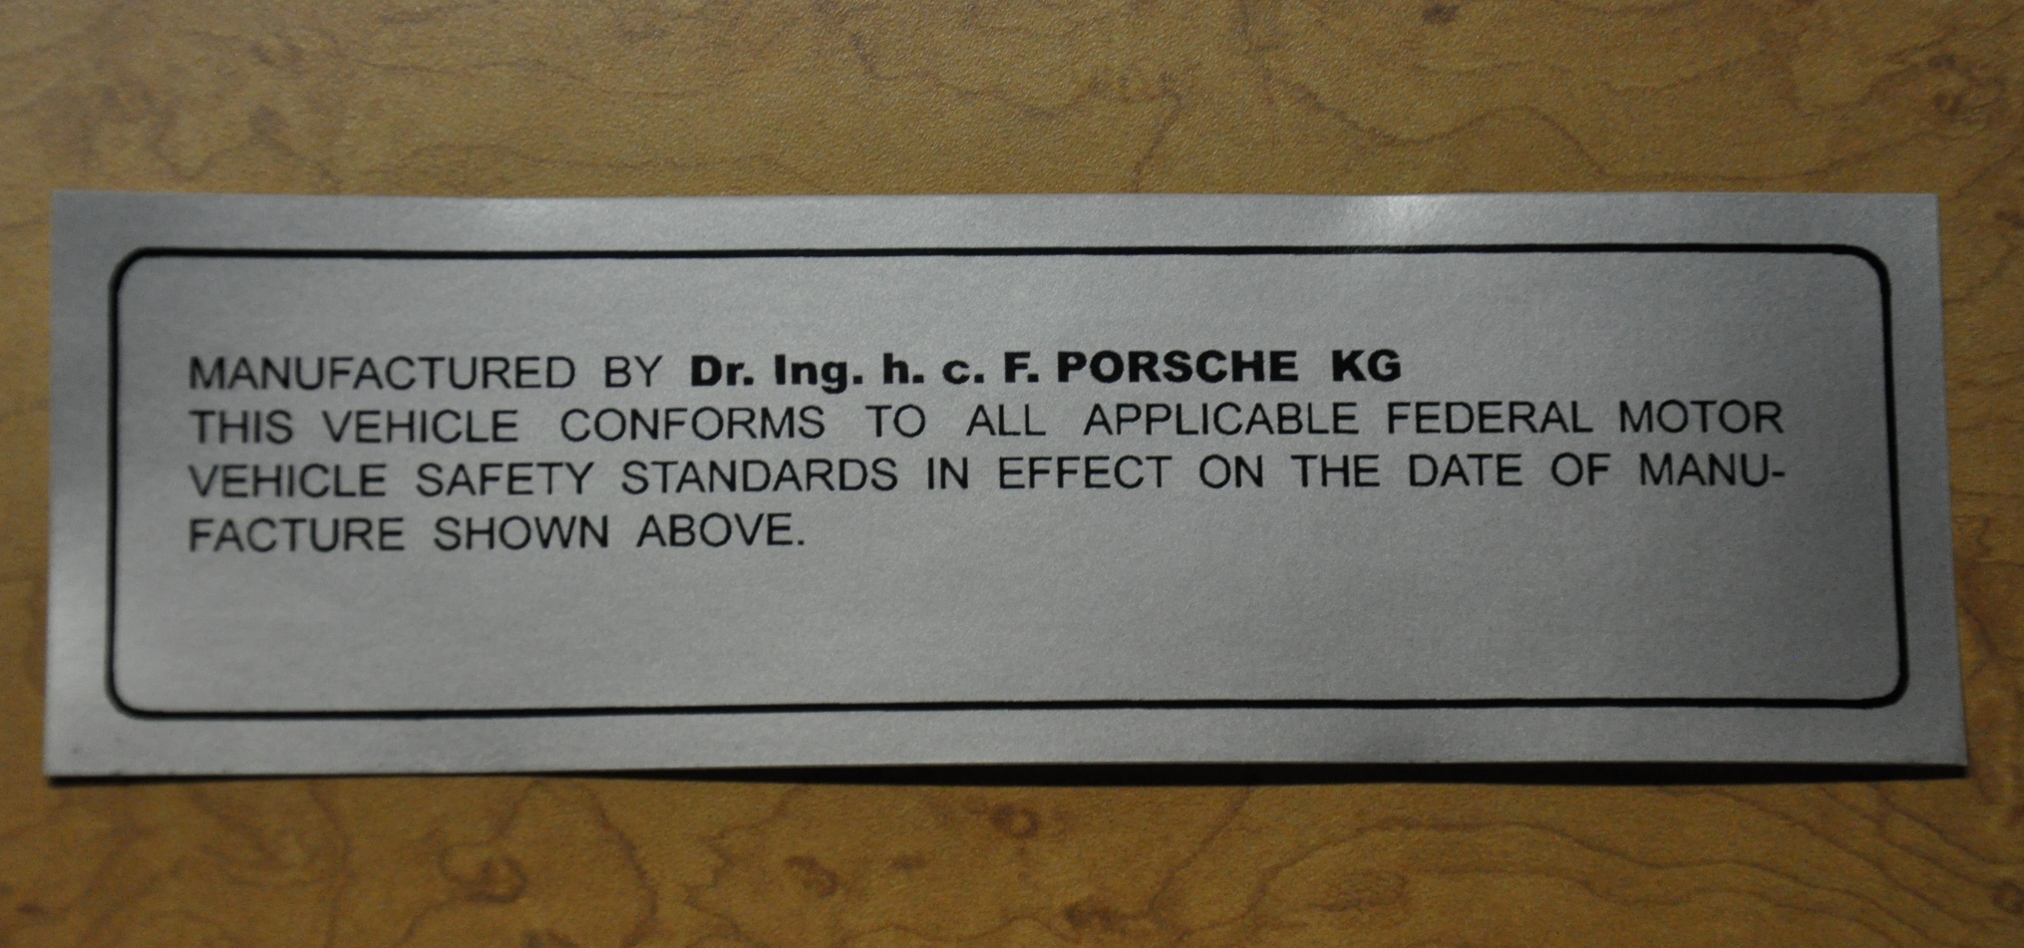 MANUFACTURED BY Dr. Ing. h. c. F. PORSCHE KG
THIS VEHICLE CONFORMS TO ALL APPLICABLE FEDERAL MOTOR
VEHICLE SAFETY STANDARDS IN EFFECT ON THE DATE OF MANU-
FACTURE SHOWN ABOVE.